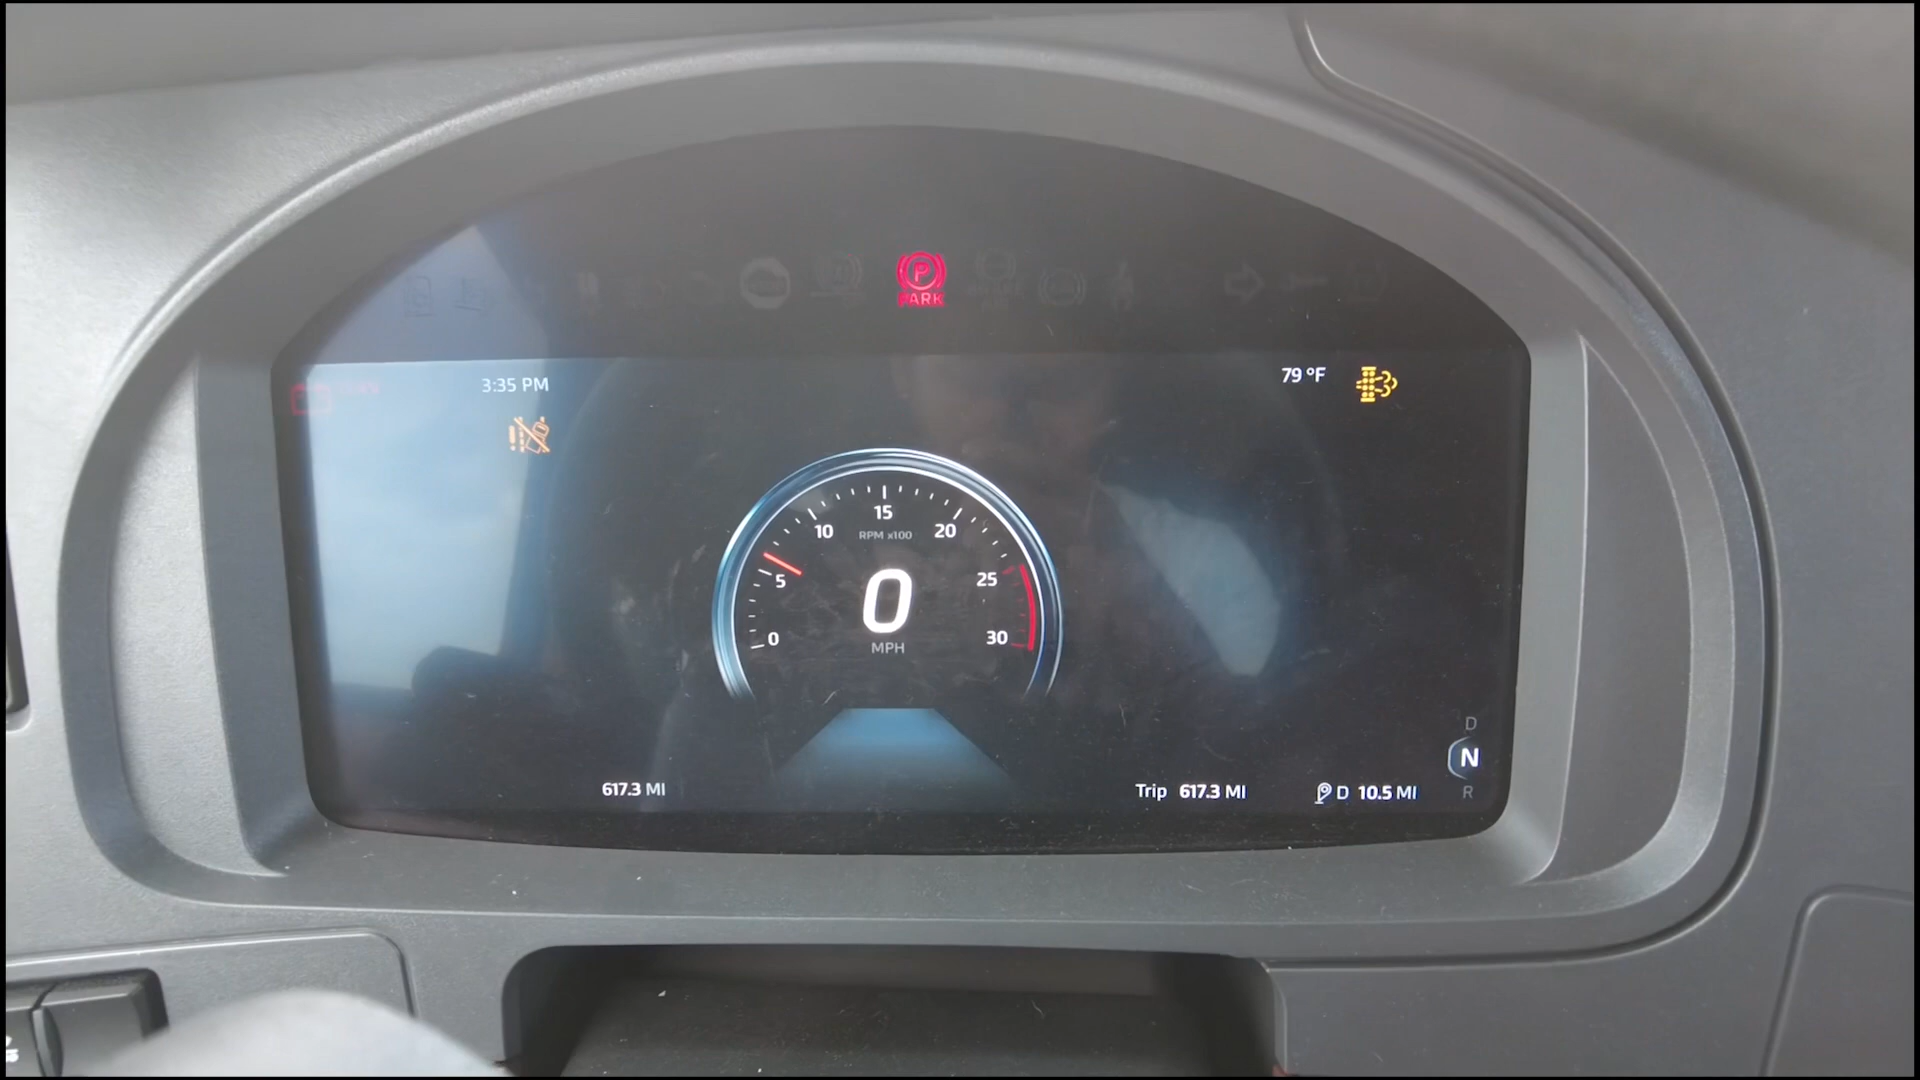 P
PARK
3:35 PM
79 °F
0
5
10
15
20
25
30
RPM x100
0
MPH
617.3 MI
Trip 617.3 MI
P D 10.5 MI
D
N
R